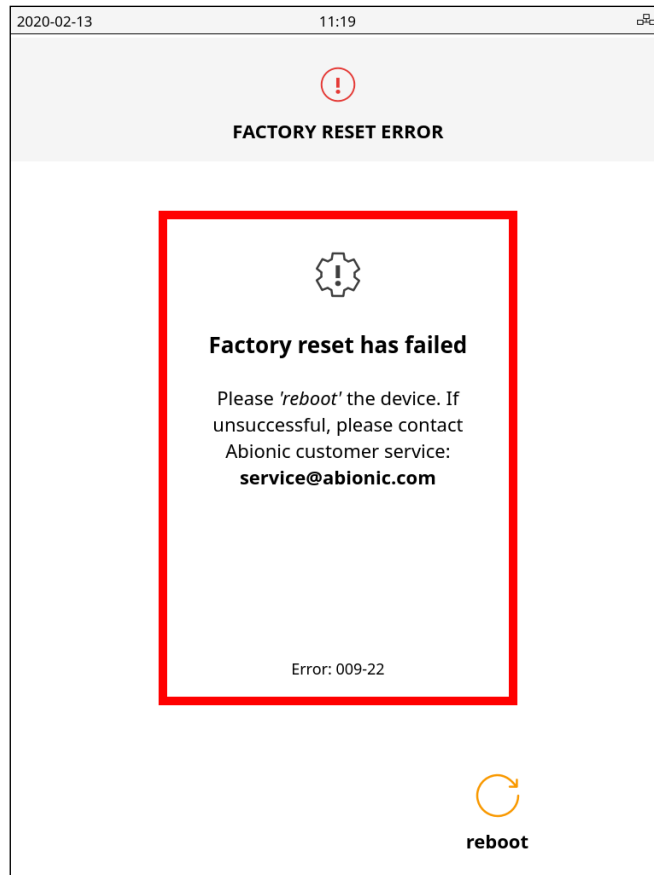 2020-02-13 11:19
FACTORY RESET ERROR
Factory reset has failed
Please 'reboot' the device. If
unsuccessful, please contact
Abionic customer service:
service@abionic.com
Error: 009-22
reboot